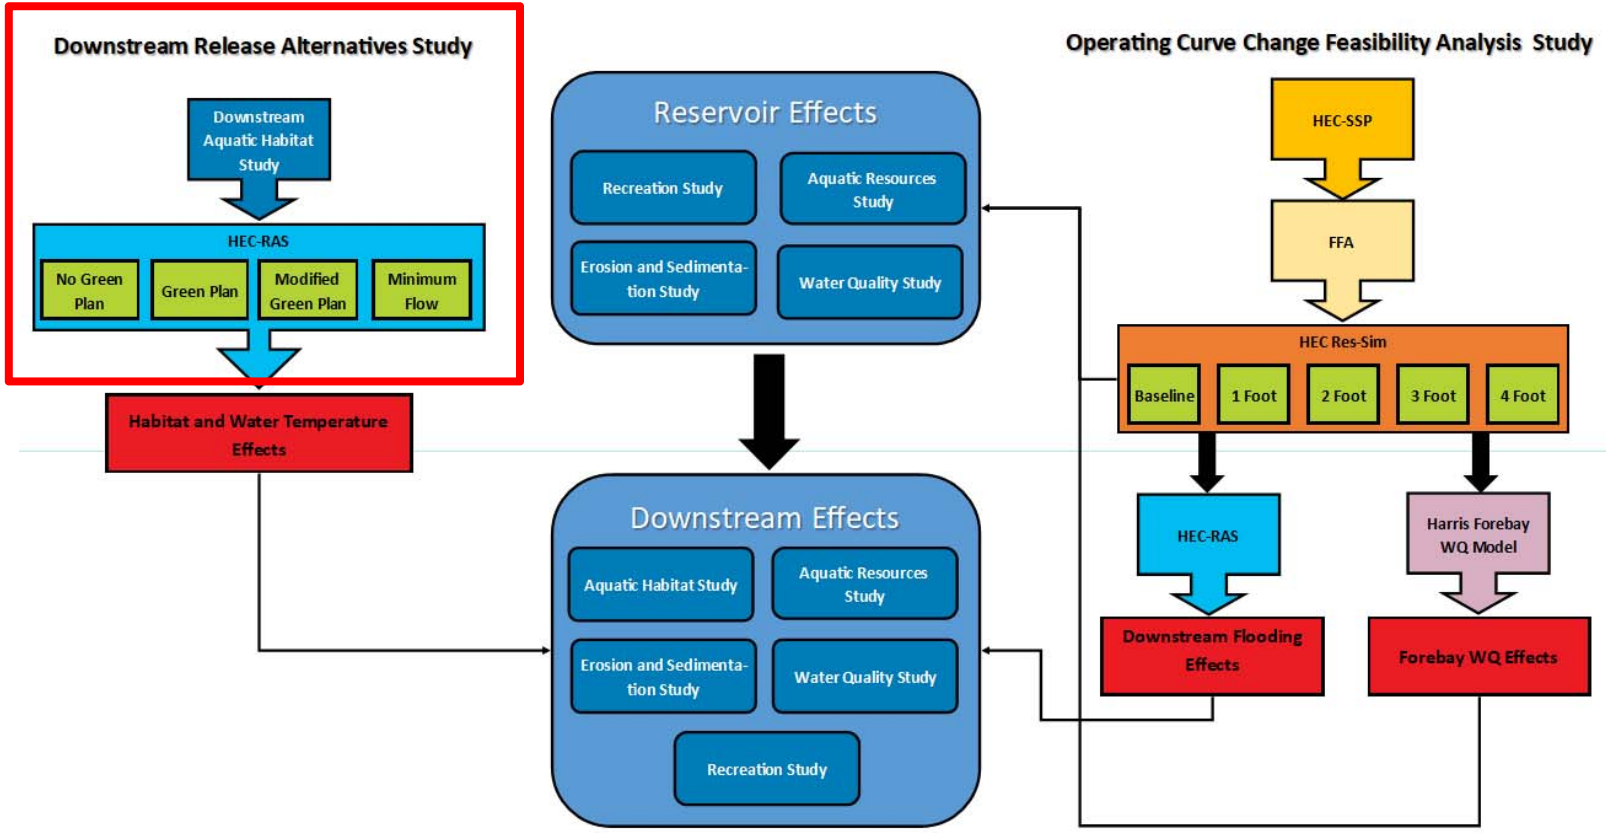 Downstream Release Alternatives Study
Downstream
Aquatic Habitat
Study
HEC-RAS
No Green
Plan
Green Plan
Modified
Green Plan
Minimum
Flow
Habitat and Water Temperature
Effects
Reservoir Effects
Recreation Study
Aquatic Resources
Study
Erosion and Sedimenta-
tion Study
Water Quality Study
Downstream Effects
Aquatic Habitat Study
Aquatic Resources
Study
Erosion and Sedimenta-
tion Study
Water Quality Study
Recreation Study
Operating Curve Change Feasibility Analysis Study
HEC-SSP
FFA
HEC Res-Sim
Baseline
1 Foot
2 Foot
3 Foot
4 Foot
HEC-RAS
Harris Forebay
WQ Model
Downstream Flooding
Effects
Forebay WQ Effects